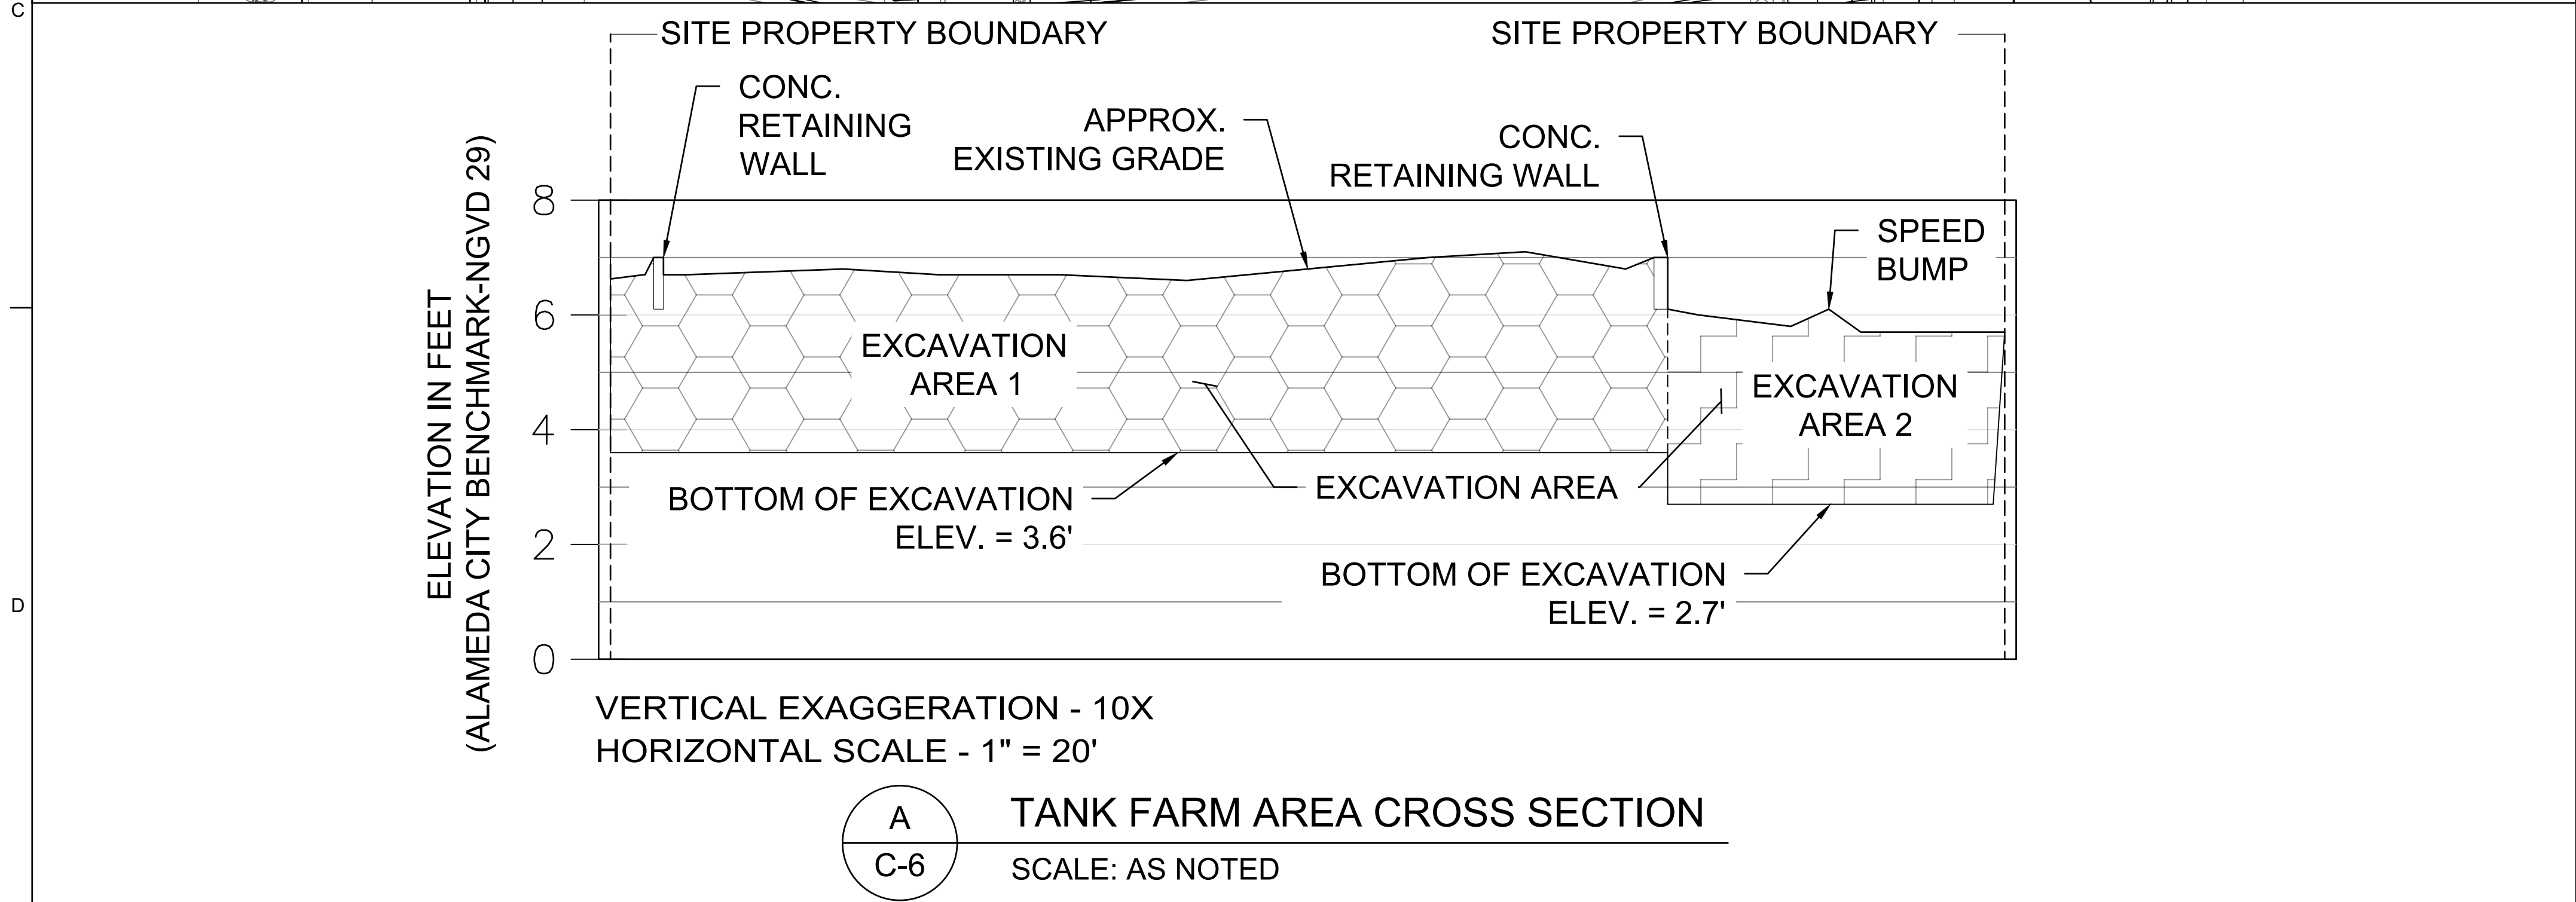 C
SITE PROPERTY BOUNDARY
SITE PROPERTY BOUNDARY
CONC.
RETAINING
WALL
APPROX.
EXISTING GRADE
CONC.
RETAINING WALL
SPEED
BUMP
ELEVATION IN FEET
(ALAMEDA CITY BENCHMARK-NGVD 29)
8
6
4
2
0
EXCAVATION
AREA 1
EXCAVATION
AREA 2
BOTTOM OF EXCAVATION
ELEV. = 3.6'
EXCAVATION AREA
BOTTOM OF EXCAVATION
ELEV. = 2.7'
D
VERTICAL EXAGGERATION - 10X
HORIZONTAL SCALE - 1" = 20'
A
C-6
TANK FARM AREA CROSS SECTION
SCALE: AS NOTED